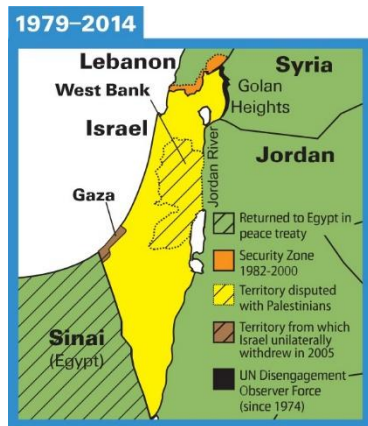 1979–2014
Lebanon
Syria
West Bank
Golan
Heights
Israel
Jordan River
Jordan
Gaza
Returned to Egypt in
peace treaty
Security Zone
1982-2000
Territory disputed
with Palestinians
Territory from which
Israel unilaterally
withdrew in 2005
UN Disengagement
Observer Force
(since 1974)
Sinai
(Egypt)